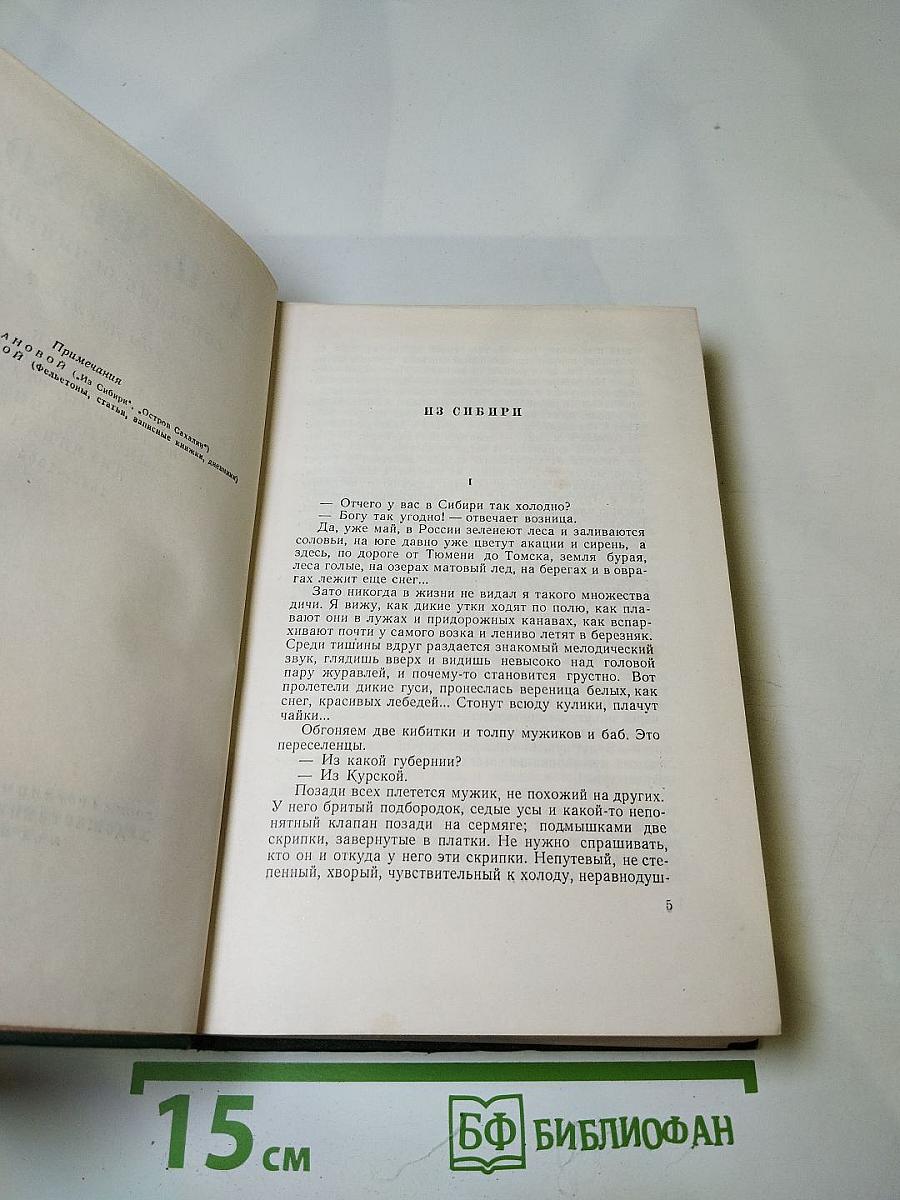 Примечания
АНОВОЙ („Из Сибири“, „Остров Сахалин“)
ОЙ (Фельетоны, статьи, записные книжки, дневники)
ИЗ СИБИРИ
I
— Отчего у вас в Сибири так холодно?
— Богу так угодно! — отвечает возница.
Да, уже май, в России зеленеют леса и заливаются
соловьи, на юге давно уже цветут акации и сирень, а
здесь, по дороге от Тюмени до Томска, земля бурая,
леса голые, на озерах матовый лед, на берегах и в овра-
гах лежит еще снег...
Зато никогда в жизни не видал я такого множества
дичи. Я вижу, как дикие утки ходят по полю, как пла-
вают они в лужах и придорожных канавах, как вспар-
хивают почти у самого возка и лениво летят в березняк.
Среди тишины вдруг раздается знакомый мелодический
звук, глядишь вверх и видишь невысоко над головой
пару журавлей, и почему-то становится грустно. Вот
пролетели дикие гуси, пронеслась вереница белых, как
снег, красивых лебедей... Стонут всюду кулики, плачут
чайки...
Обгоняем две кибитки и толпу мужиков и баб. Это
переселенцы.
— Из какой губернии?
— Из Курской.
Позади всех плетется мужик, не похожий на других.
У него бритый подбородок, седые усы и какой-то непо-
нятный клапан позади на сермяге; подмышками две
скрипки, завернутые в платки. Не нужно спрашивать,
кто он и откуда у него эти скрипки. Непутевый, не сте-
пенный, хворый, чувствительный к холоду, неравнодуш-
5
15 см
БФ БИБЛИОФАН